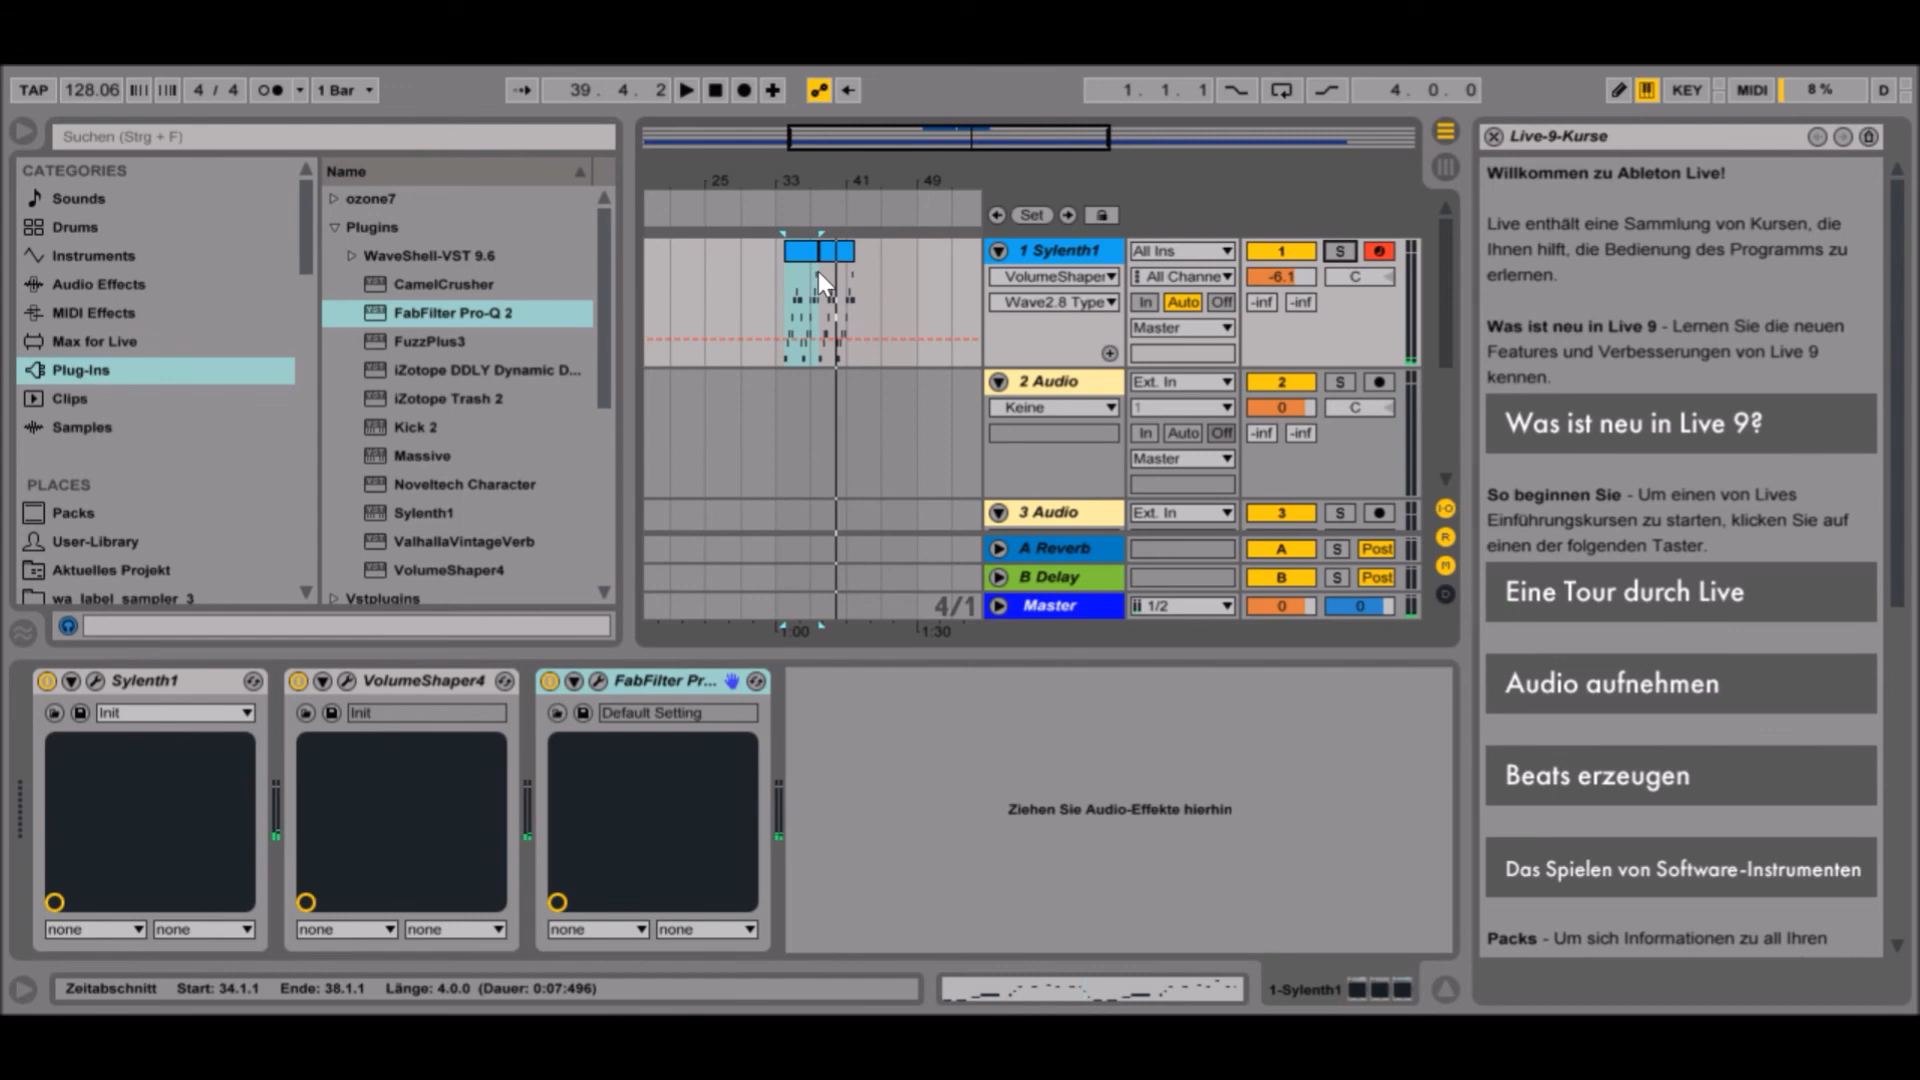 TAP 128.06 4 / 4 1 Bar 39. 4. 2 1. 1. 1 4. 0. 0 KEY MIDI 8 % D
Suchen (Strg + F)
CATEGORIES
Sounds
Drums
Instruments
Audio Effects
MIDI Effects
Max for Live
Plug-Ins
Clips
Samples
PLACES
Packs
User-Library
Aktuelles Projekt
wa_label_sampler_3
Name
ozone7
Plugins
WaveShell-VST 9.6
CamelCrusher
FabFilter Pro-Q 2
FuzzPlus3
iZotope DDLY Dynamic D...
iZotope Trash 2
Kick 2
Massive
Noveltech Character
Sylenth1
ValhallaVintageVerb
VolumeShaper4
Vstplugins
25 33 41 49
Set
1 Sylenth1 All Ins 1 S
VolumeShaper All Channe -6.1 C
Wave2.8 Type In Auto Off -inf -inf
Master
2 Audio Ext. In 2 S
Keine 1 0 C
In Auto Off -inf -inf
Master
3 Audio Ext. In 3 S
A Reverb A S Post
B Delay B S Post
4/1 Master 1/2 0 0
1:00 1:30
I-O
R
M
D
Live-9-Kurse
Willkommen zu Ableton Live!
Live enthält eine Sammlung von Kursen, die
Ihnen hilft, die Bedienung des Programms zu
erlernen.
Was ist neu in Live 9 - Lernen Sie die neuen
Features und Verbesserungen von Live 9
kennen.
Was ist neu in Live 9?
So beginnen Sie - Um einen von Lives
Einführungskursen zu starten, klicken Sie auf
einen der folgenden Taster.
Eine Tour durch Live
Audio aufnehmen
Beats erzeugen
Das Spielen von Software-Instrumenten
Packs - Um sich Informationen zu all Ihren
Sylenth1 VolumeShaper4 FabFilter Pr...
Init Init Default Setting
Ziehen Sie Audio-Effekte hierhin
none none none none none none
Zeitabschnitt Start: 34.1.1 Ende: 38.1.1 Länge: 4.0.0 (Dauer: 0:07:496)
1-Sylenth1